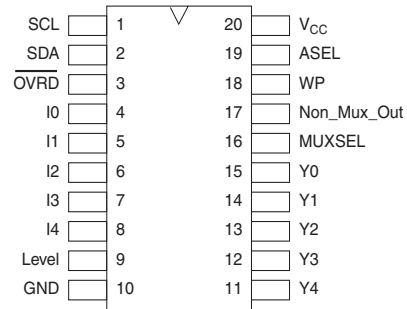 SCL 1 20 VCC
SDA 2 19 ASEL
OVRD 3 18 WP
I0 4 17 Non_Mux_Out
I1 5 16 MUXSEL
I2 6 15 Y0
I3 7 14 Y1
I4 8 13 Y2
Level 9 12 Y3
GND 10 11 Y4